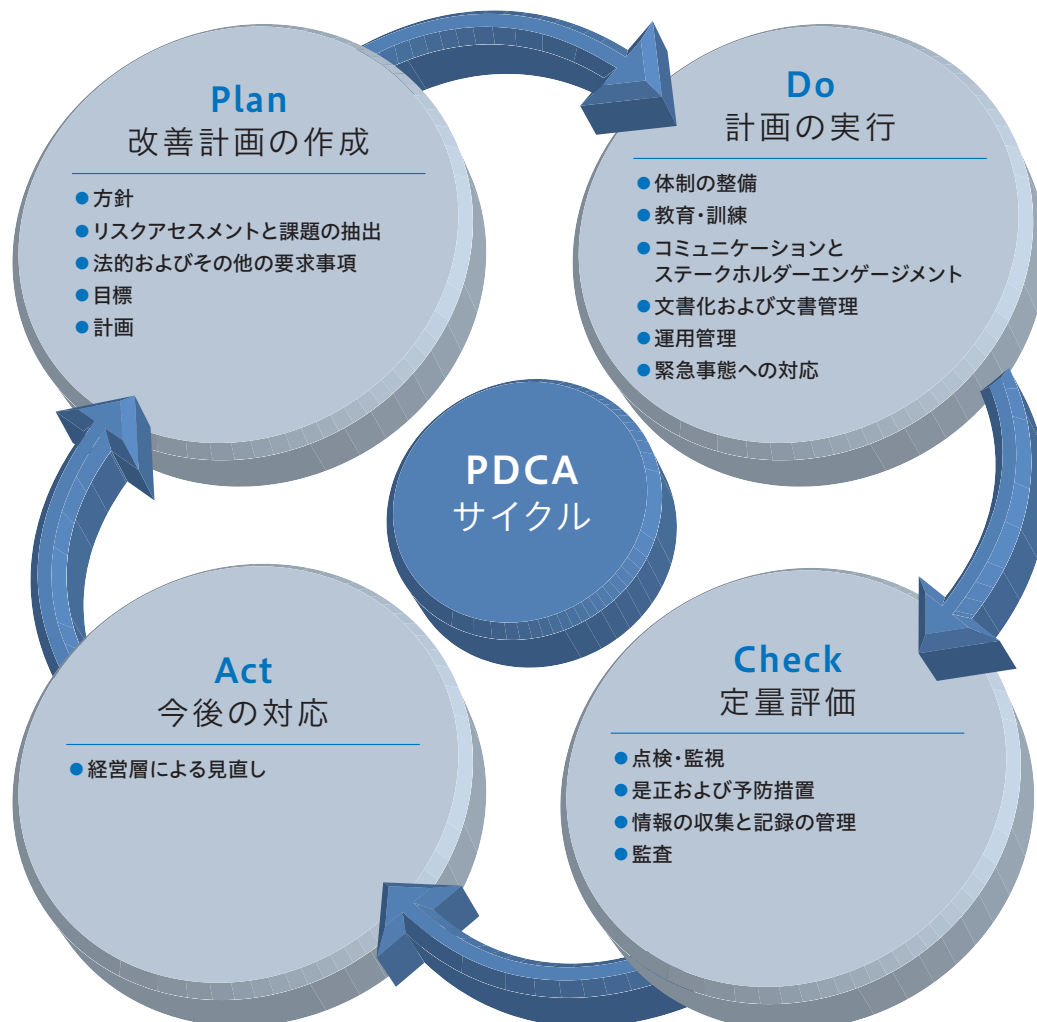 Plan
改善計画の作成
● 方針
● リスクアセスメントと課題の抽出
● 法的およびその他の要求事項
● 目標
● 計画
Do
計画の実行
● 体制の整備
● 教育・訓練
● コミュニケーションと
ステークホルダーエンゲージメント
● 文書化および文書管理
● 運用管理
● 緊急事態への対応
PDCA
サイクル
Act
今後の対応
● 経営層による見直し
Check
定量評価
● 点検・監視
● 是正および予防措置
● 情報の収集と記録の管理
● 監査